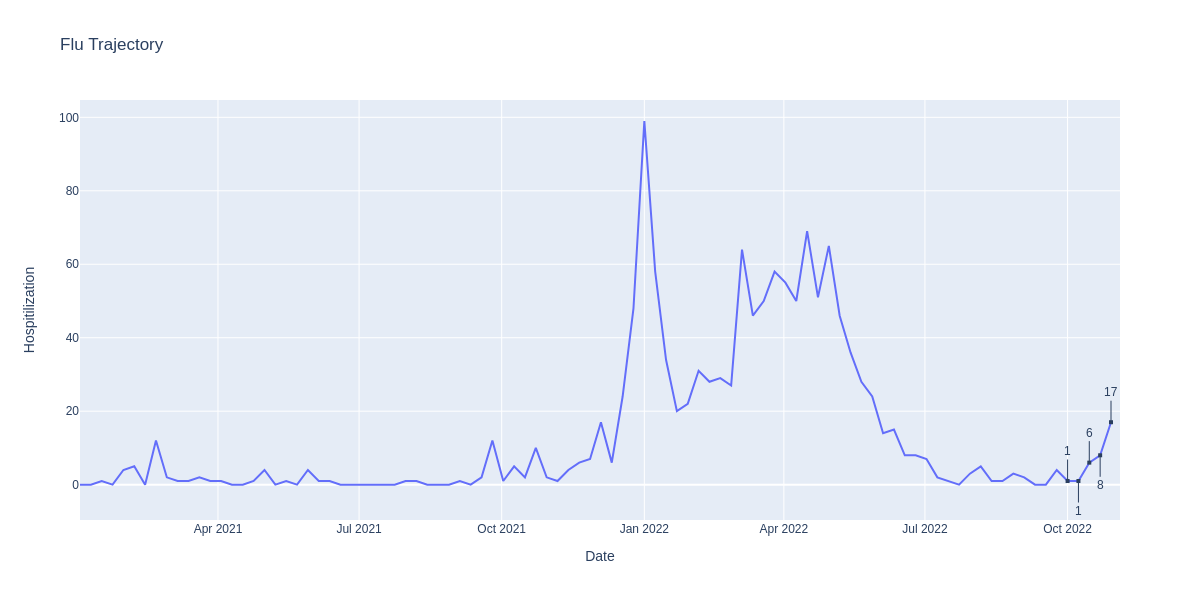 Flu Trajectory
Hospitilization
100
80
60
40
20
0
1
1
6
8
17
Apr 2021
Jul 2021
Oct 2021
Jan 2022
Apr 2022
Jul 2022
Oct 2022
Date